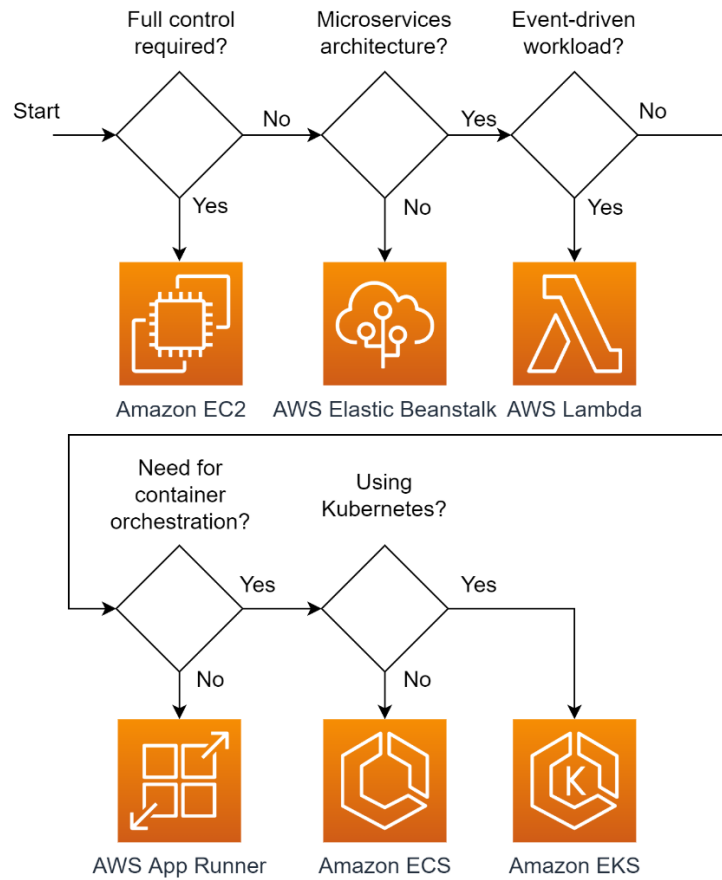 Full control
required?
Microservices
architecture?
Event-driven
workload?
Start
No
Yes
No
Yes
No
Yes
Amazon EC2
AWS Elastic Beanstalk
AWS Lambda
Need for
container
orchestration?
Using
Kubernetes?
Yes
Yes
No
No
K
AWS App Runner
Amazon ECS
Amazon EKS